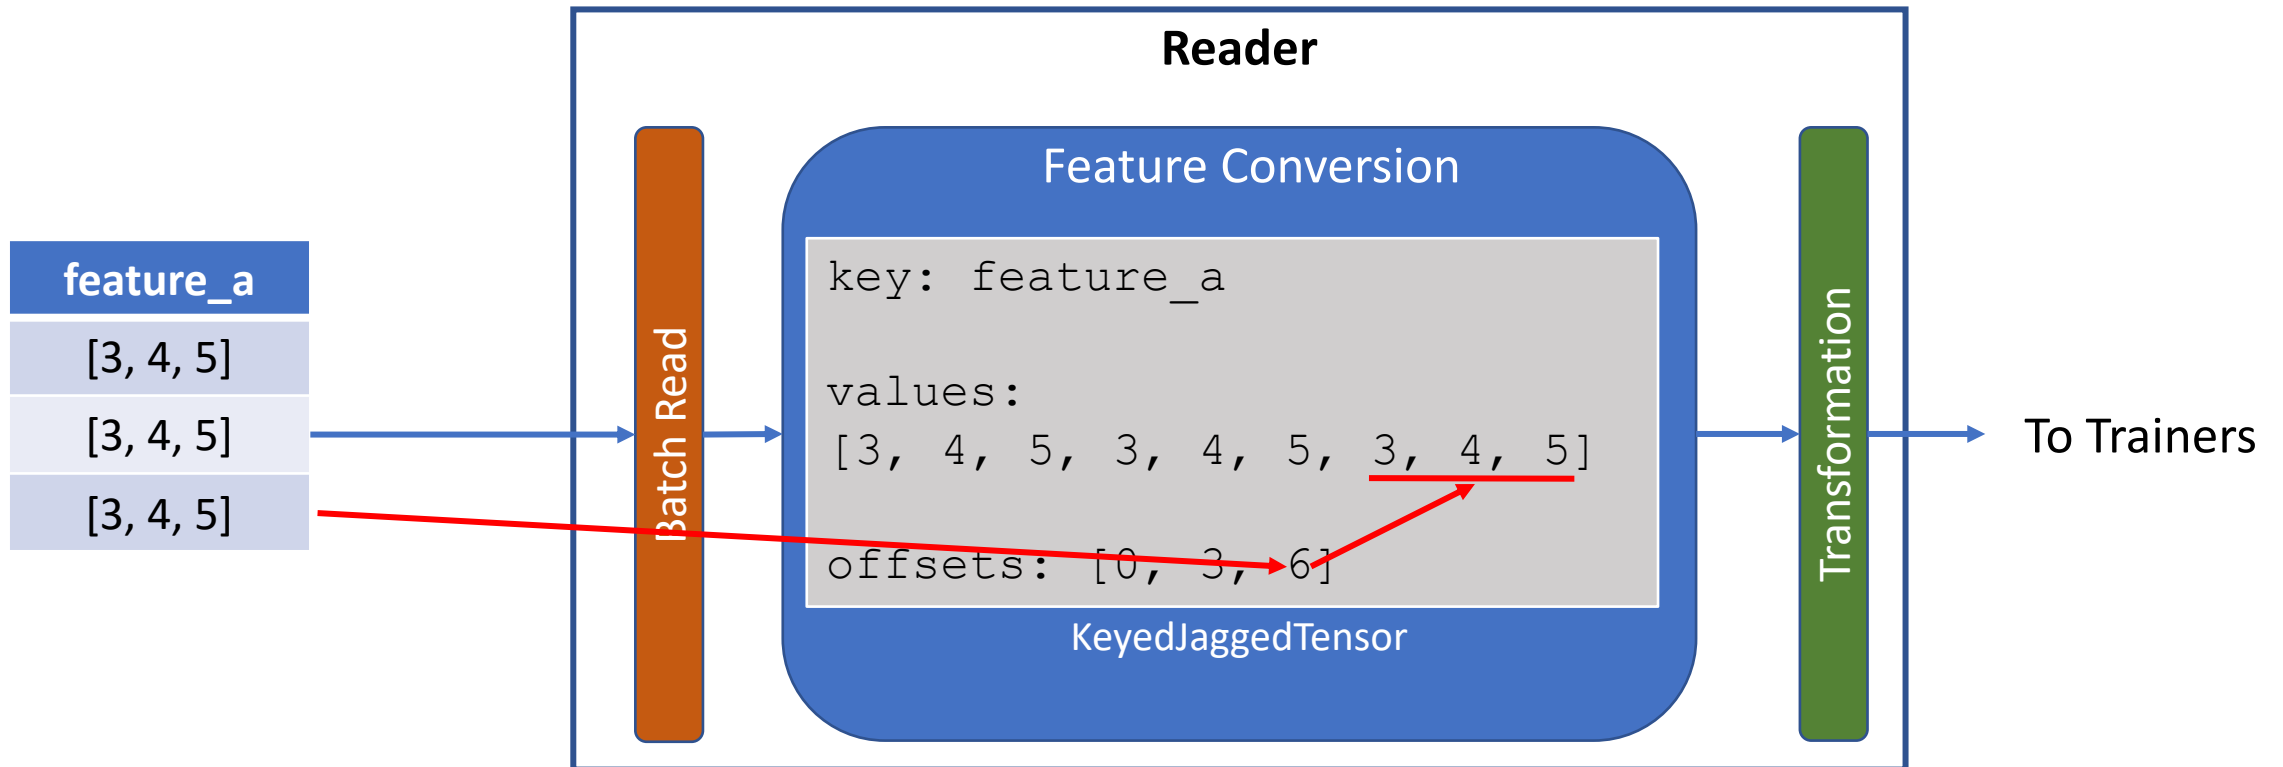 Reader
feature_a
[3, 4, 5]
[3, 4, 5]
[3, 4, 5]
Batch Read
Feature Conversion
key: feature_a
values:
[3, 4, 5, 3, 4, 5, 3, 4, 5]
offsets: [0, 3, 6]
KeyedJaggedTensor
Transformation
To Trainers